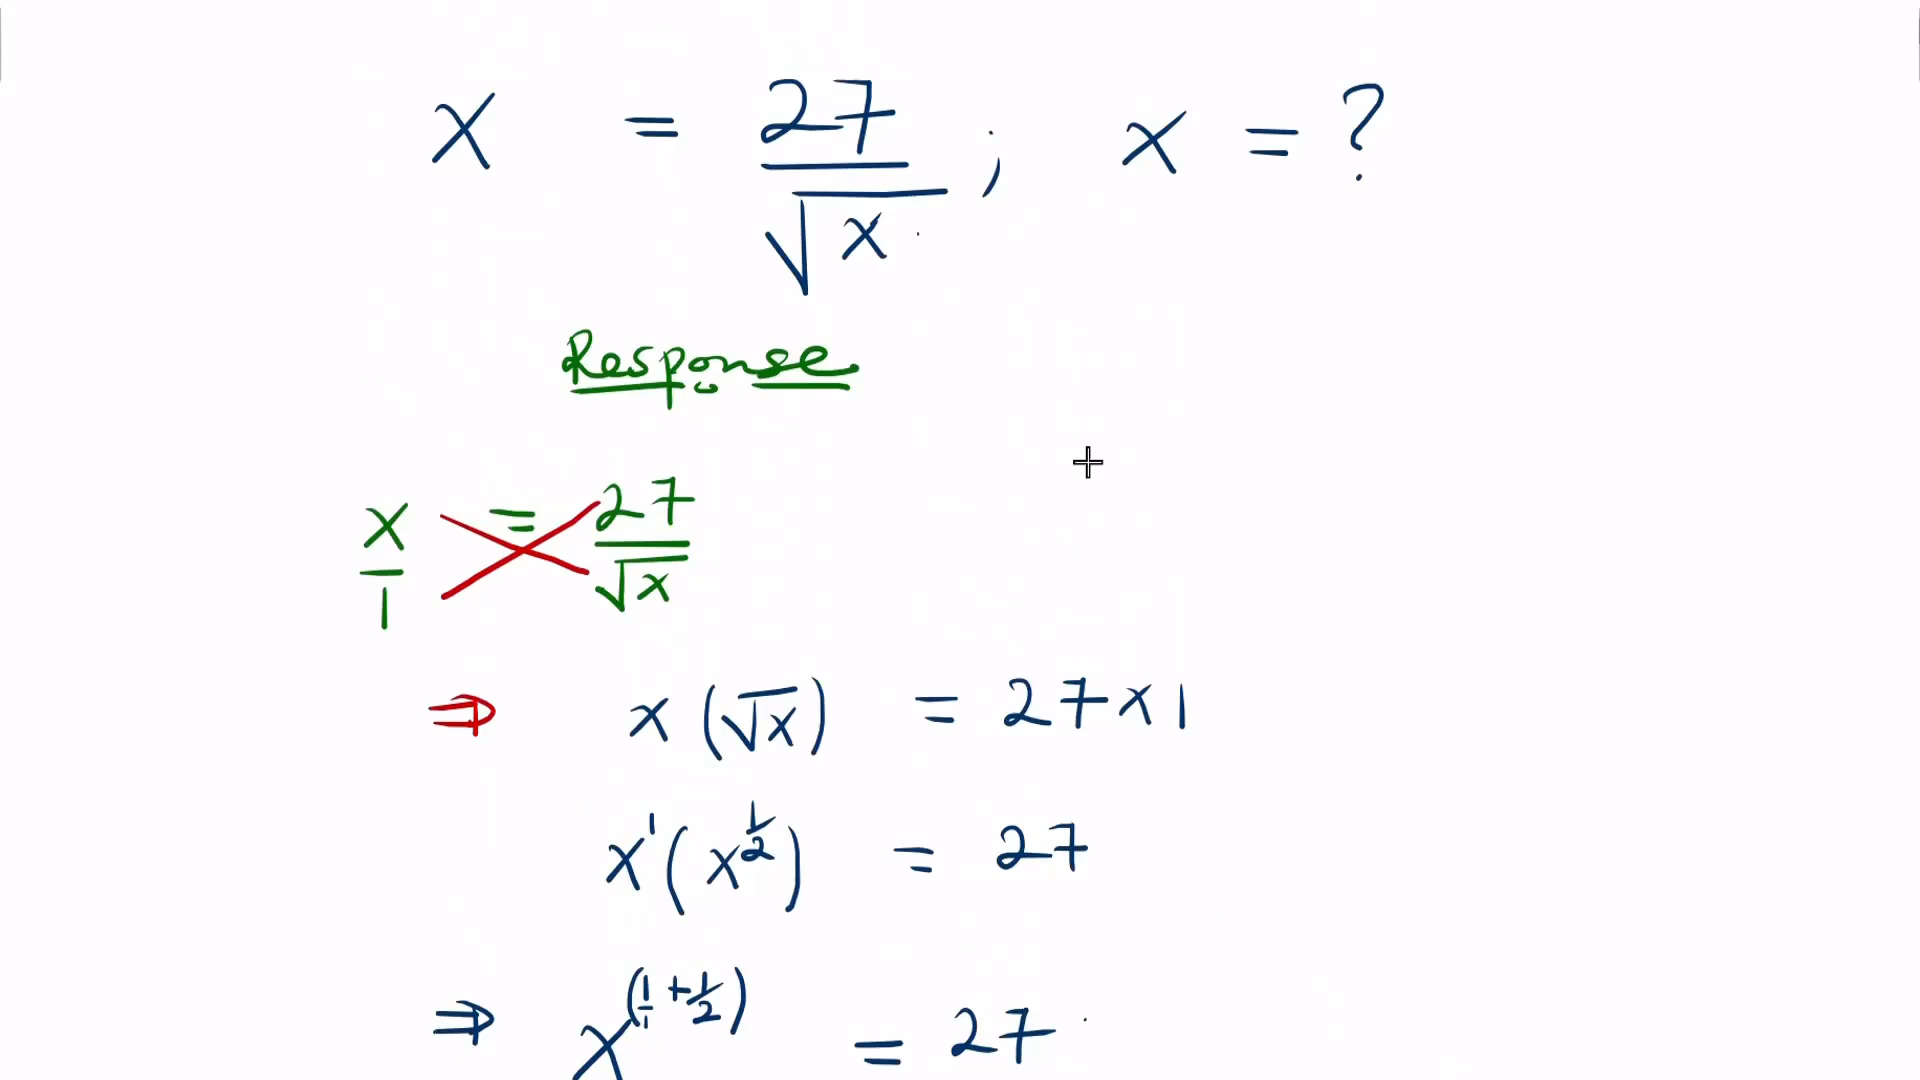 x = 27/√x ; x = ?
Response
x/1 = 27/√x
⇒ x (√x) = 27 x 1
x¹ (x^½) = 27
⇒ x^(1/1 + 1/2) = 27